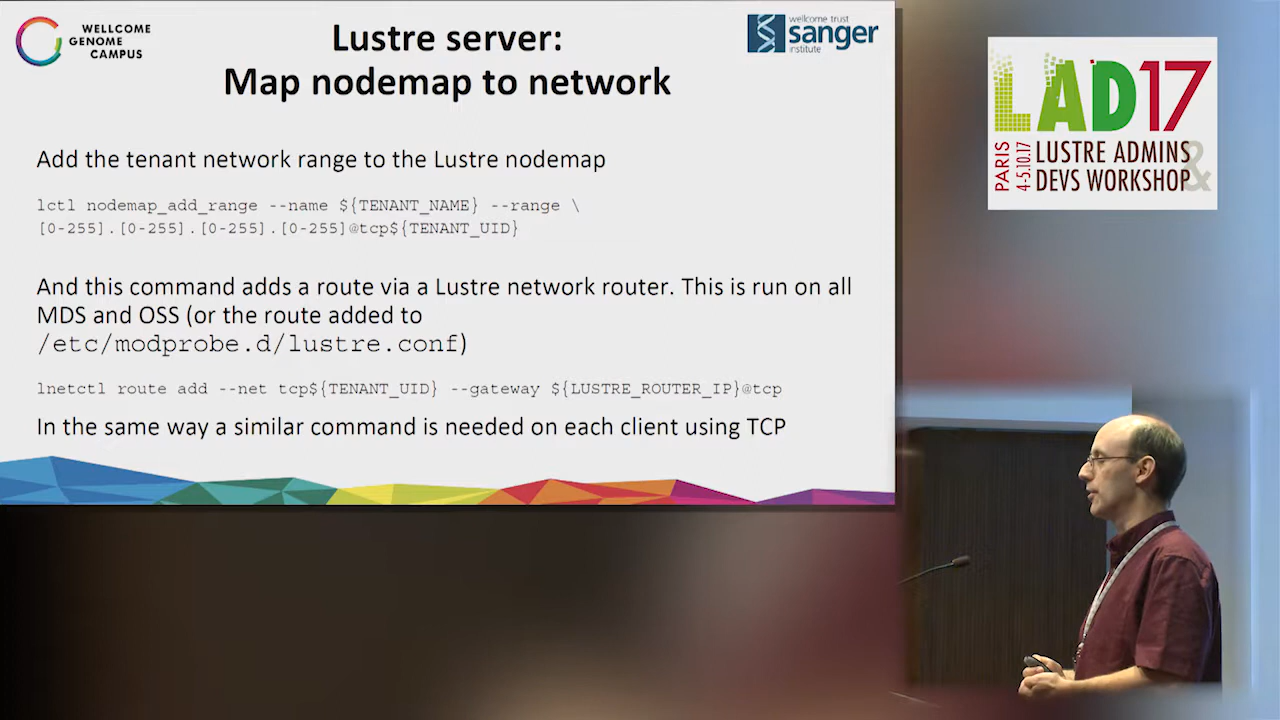 WELLCOME
GENOME
CAMPUS
Lustre server:
Map nodemap to network
wellcome trust
sanger
institute
Add the tenant network range to the Lustre nodemap
lctl nodemap_add_range --name ${TENANT_NAME} --range \
[0-255].[0-255].[0-255].[0-255]@tcp${TENANT_UID}
And this command adds a route via a Lustre network router. This is run on all
MDS and OSS (or the route added to
/etc/modprobe.d/lustre.conf)
lnetctl route add --net tcp${TENANT_UID} --gateway ${LUSTRE_ROUTER_IP}@tcp
In the same way a similar command is needed on each client using TCP
LAD17
PARIS
4-5.10.17
LUSTRE ADMINS
& DEVS WORKSHOP